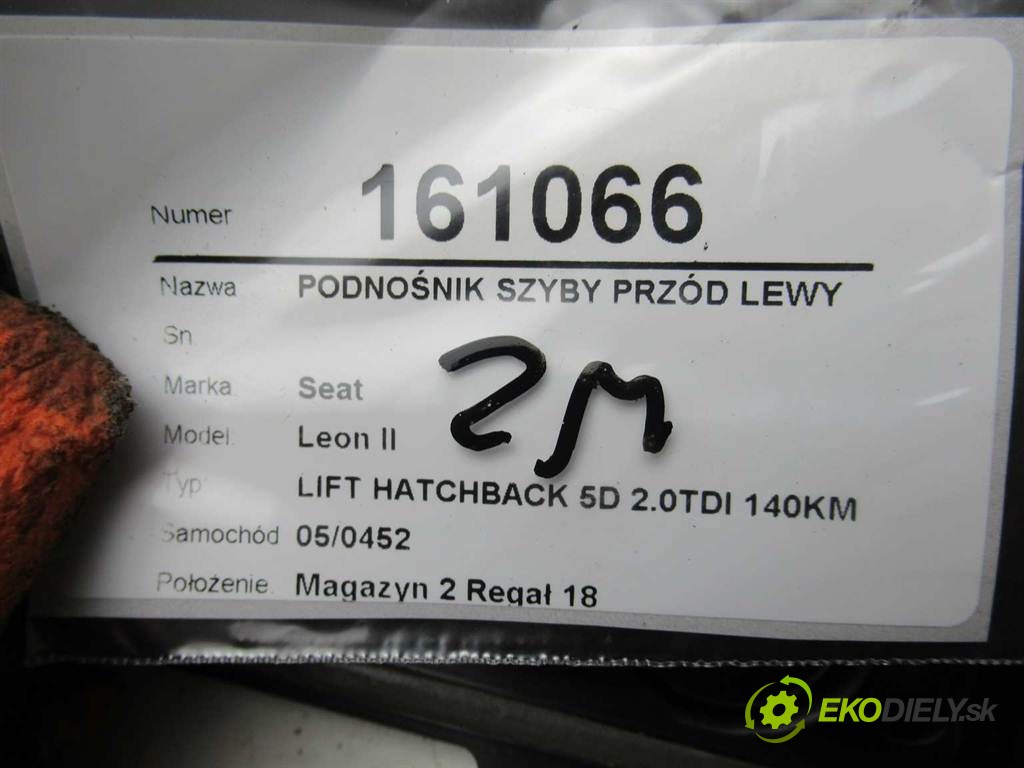 Numer 161066
Nazwa PODNOŚNIK SZYBY PRZÓD LEWY
Sn
2M
Marka Seat
Model Leon II
Typ LIFT HATCHBACK 5D 2.0TDI 140KM
Samochód 05/0452
Położenie Magazyn 2 Regał 18
EKODIELY.sk